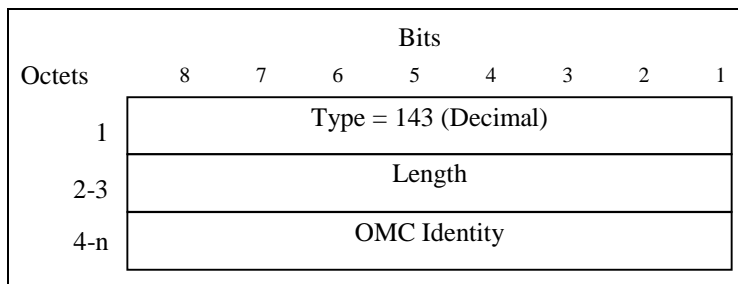 Bits
Octets 8 7 6 5 4 3 2 1
1 Type = 143 (Decimal)
2-3 Length
4-n OMC Identity